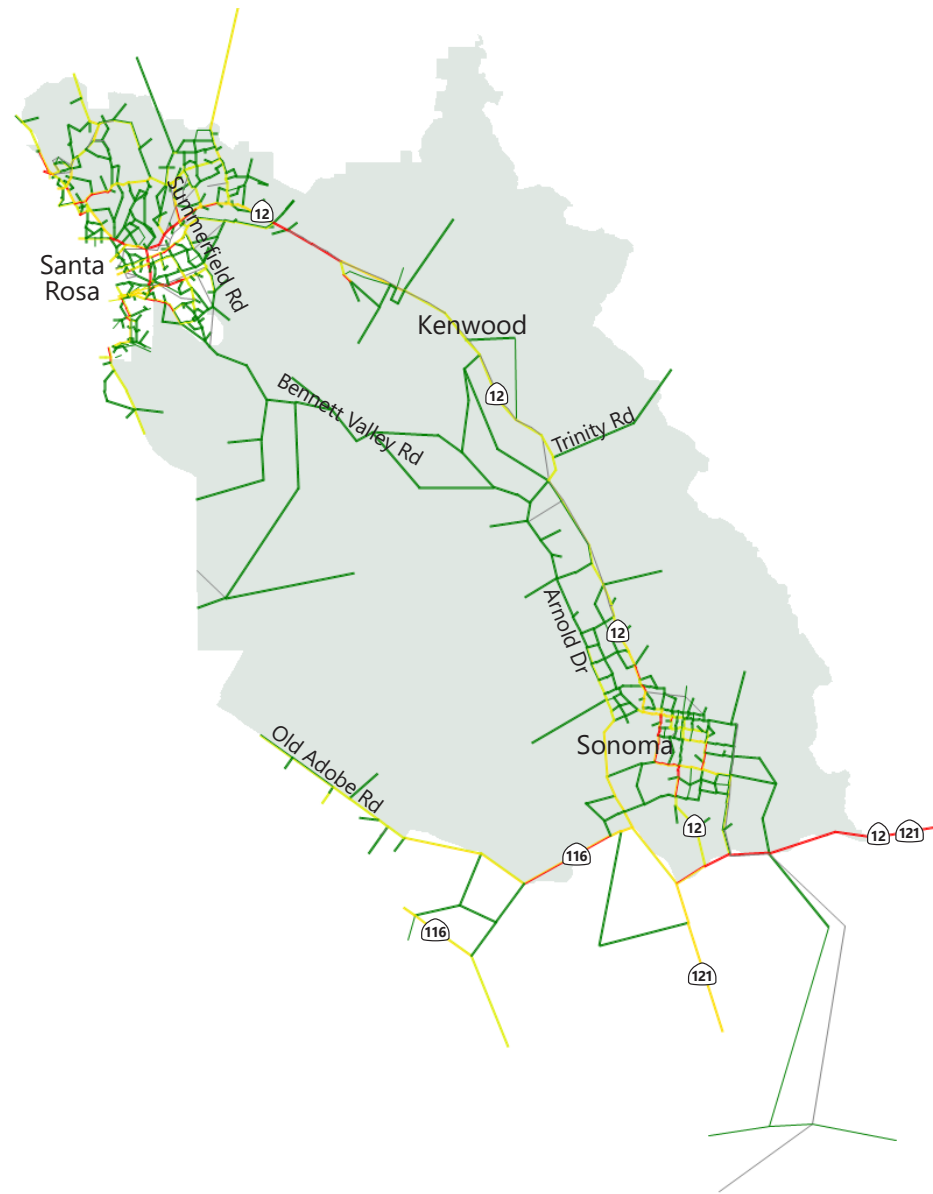 Summerfield Rd
12
Santa
Rosa
Kenwood
12
Bennett Valley Rd
Trinity Rd
Arnold Dr
12
Old Adobe Rd
Sonoma
12
12
121
116
116
121